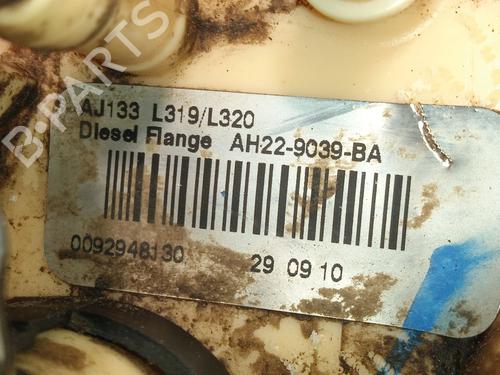 B-PARTS
AJ133 L319/L320
Diesel Flange AH22-9039-BA
0092948130 29 09 10